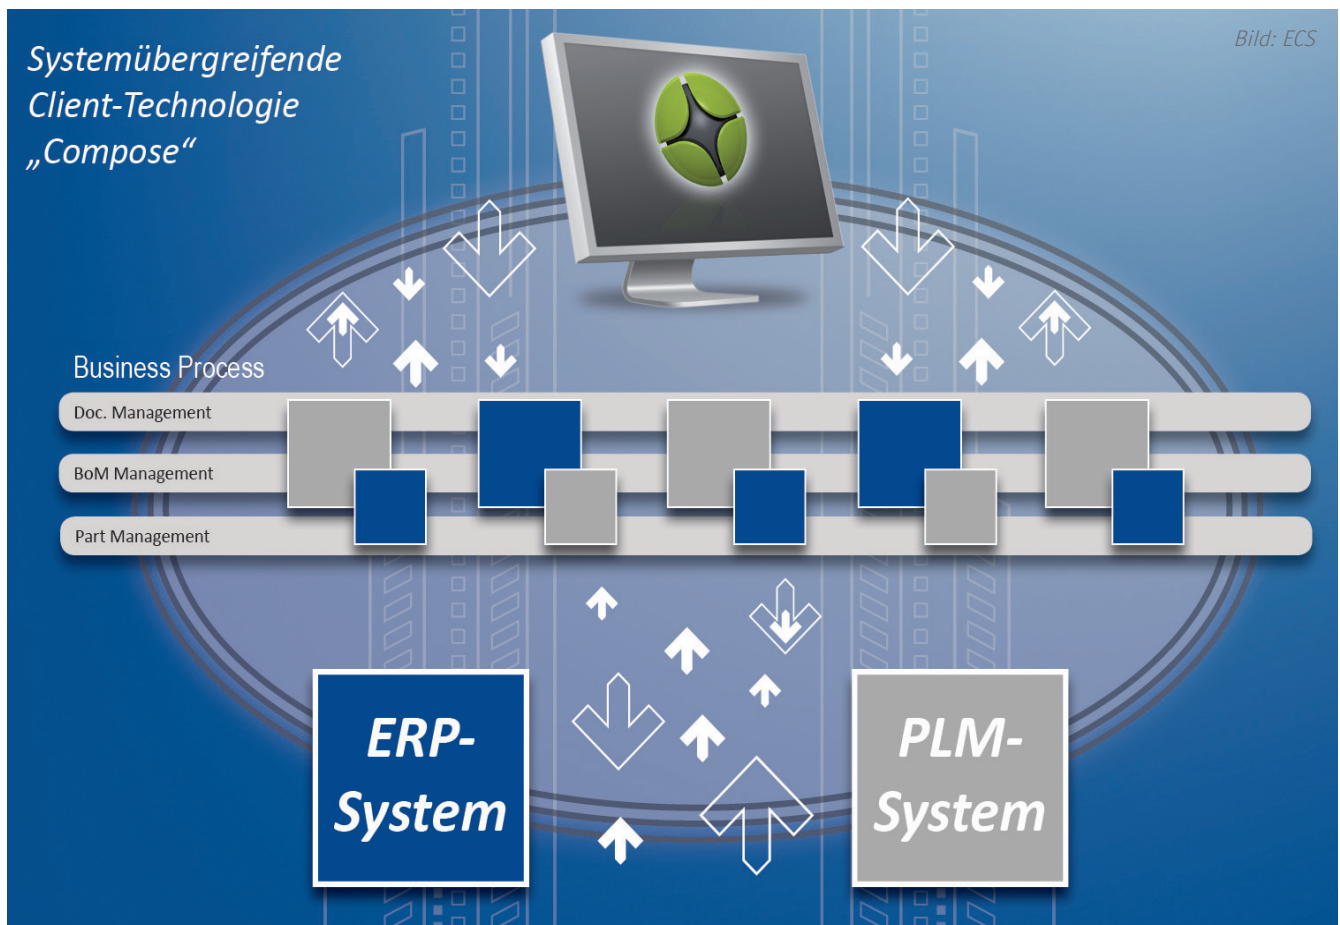 Systemübergreifende
Client-Technologie
„Compose“
Bild: ECS
Business Process
Doc. Management
BoM Management
Part Management
ERP-
System
PLM-
System